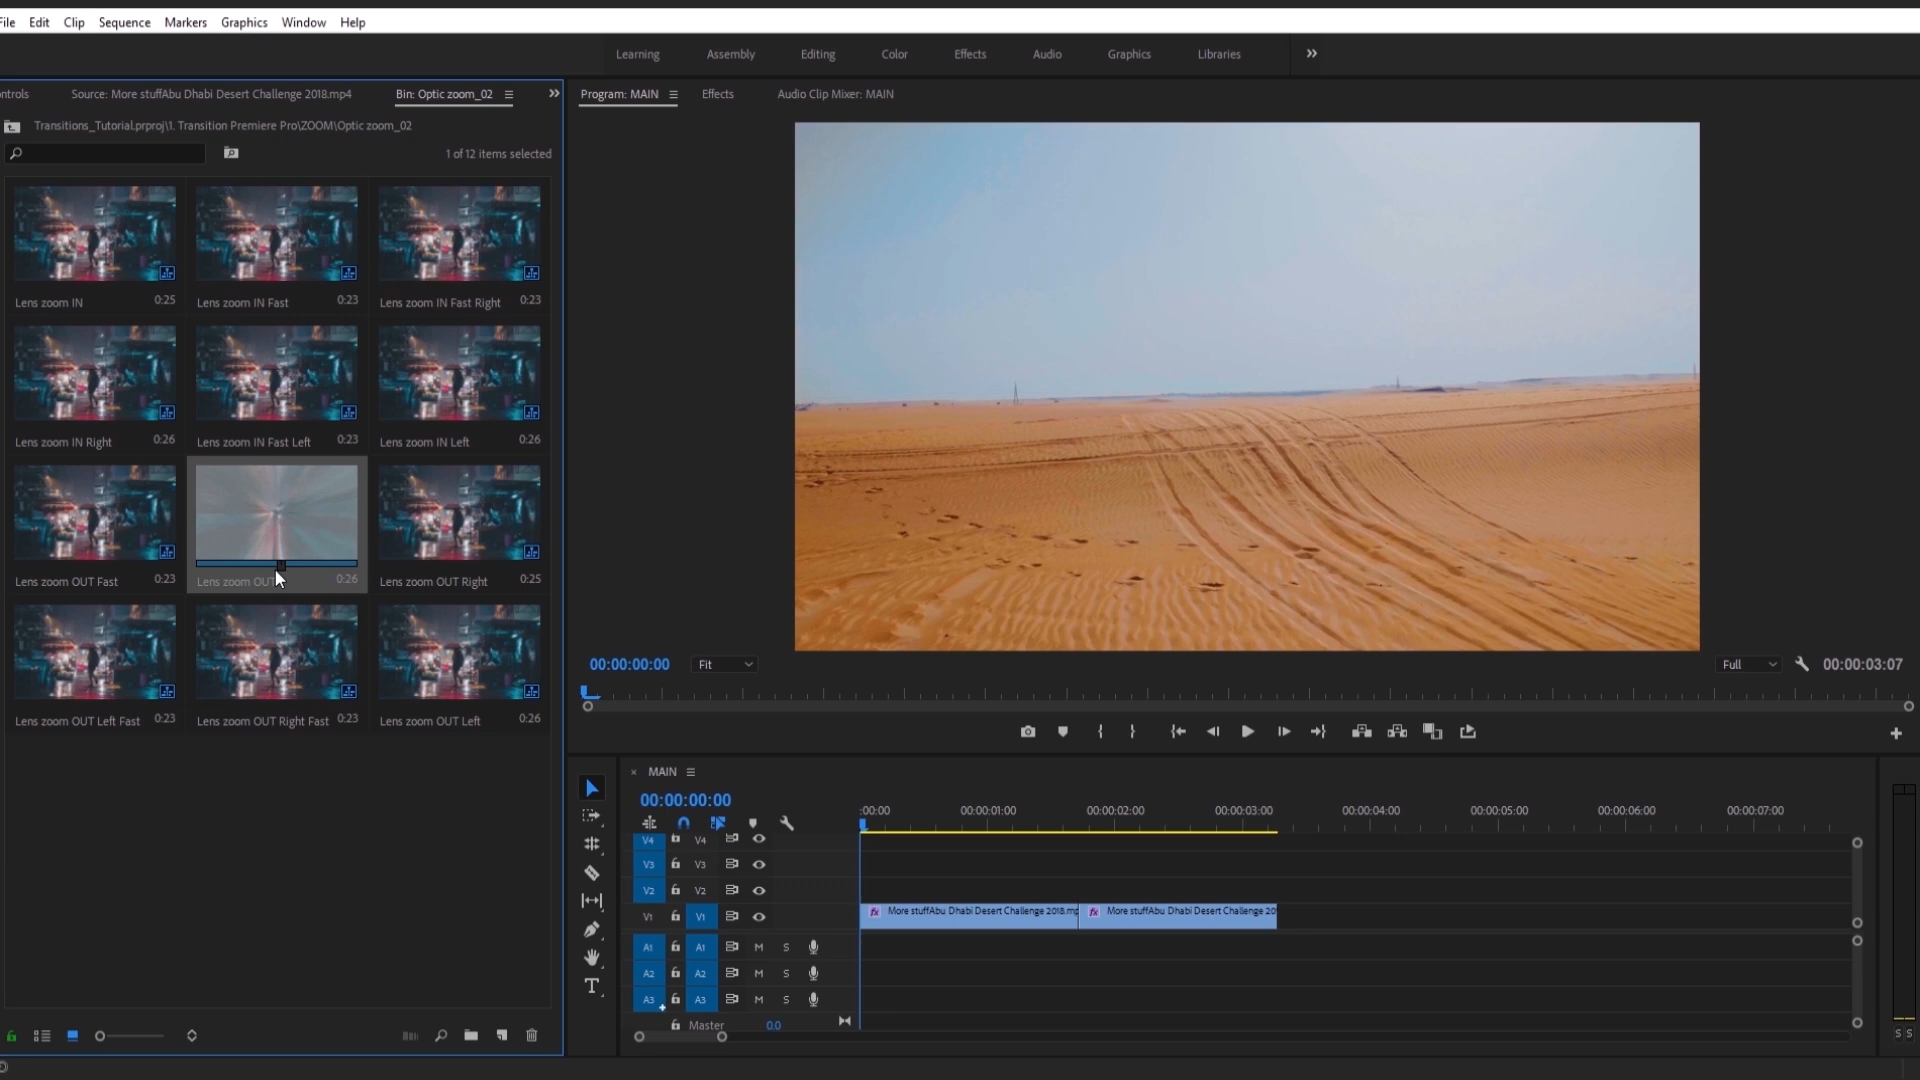 File Edit Clip Sequence Markers Graphics Window Help
Learning Assembly Editing Color Effects Audio Graphics Libraries
ntrols Source: More stuffAbu Dhabi Desert Challenge 2018.mp4 Bin: Optic zoom_02
Program: MAIN Effects Audio Clip Mixer: MAIN
Transitions_Tutorial.prproj\1. Transition Premiere Pro\ZOOM\Optic zoom_02
1 of 12 items selected
Lens zoom IN 0:25 Lens zoom IN Fast 0:23 Lens zoom IN Fast Right 0:23
Lens zoom IN Right 0:26 Lens zoom IN Fast Left 0:23 Lens zoom IN Left 0:26
Lens zoom OUT Fast 0:23 Lens zoom OUT 0:26 Lens zoom OUT Right 0:25
Lens zoom OUT Left Fast 0:23 Lens zoom OUT Right Fast 0:23 Lens zoom OUT Left 0:26
00:00:00:00 Fit Full 00:00:03:07
MAIN
00:00:00:00
:00:00 00:00:01:00 00:00:02:00 00:00:03:00 00:00:04:00 00:00:05:00 00:00:06:00 00:00:07:00
V4 V4
V3 V3
V2 V2
V1 V1 fx More stuffAbu Dhabi Desert Challenge 2018.mp fx More stuffAbu Dhabi Desert Challenge 20
A1 A1 M S
A2 A2 M S
A3 A3 M S
Master 0.0
S S